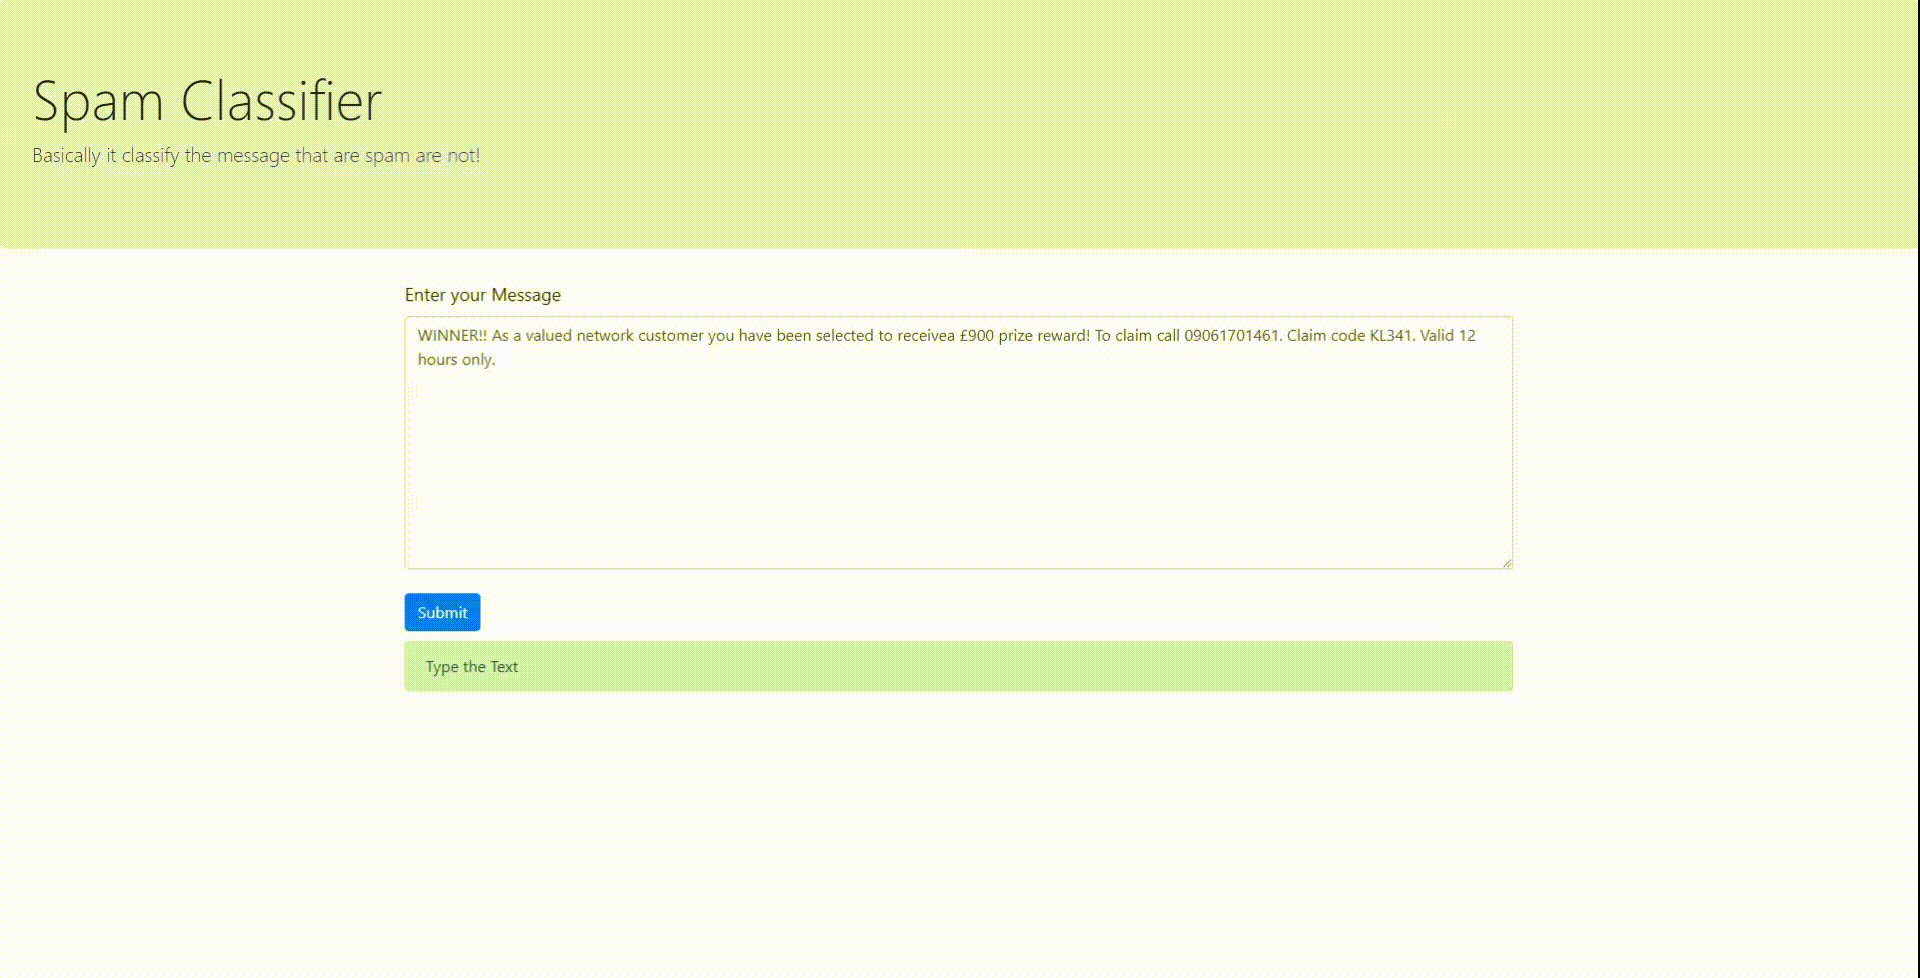 Spam Classifier
Basically it classify the message that are spam are not!
Enter your Message
WINNER!! As a valued network customer you have been selected to receivea £900 prize reward! To claim call 09061701461. Claim code KL341. Valid 12
hours only.
Submit
Type the Text